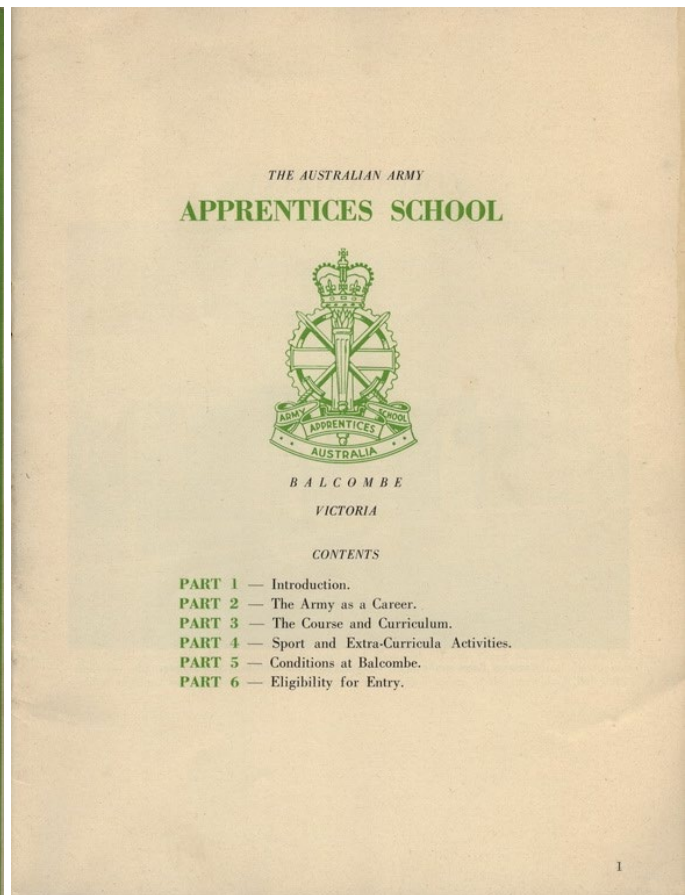 THE AUSTRALIAN ARMY
APPRENTICES SCHOOL
ARMY APPRENTICES SCHOOL
AUSTRALIA
BALCOMBE
VICTORIA
CONTENTS
PART 1 — Introduction.
PART 2 — The Army as a Career.
PART 3 — The Course and Curriculum.
PART 4 — Sport and Extra-Curricula Activities.
PART 5 — Conditions at Balcombe.
PART 6 — Eligibility for Entry.
1